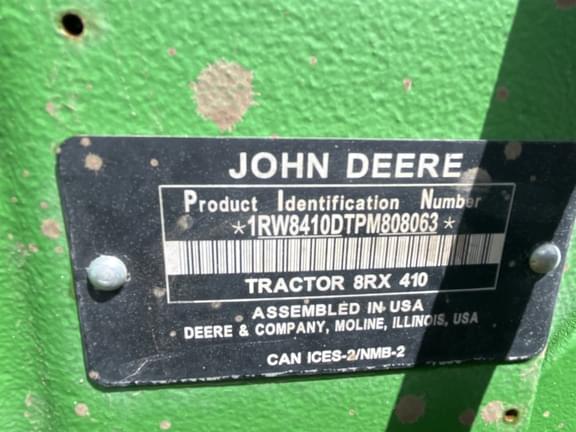 JOHN DEERE
Product Identification Number
*1RW8410DTPM808063*
TRACTOR 8RX 410
ASSEMBLED IN USA
DEERE & COMPANY, MOLINE, ILLINOIS, USA
CAN ICES-2/NMB-2